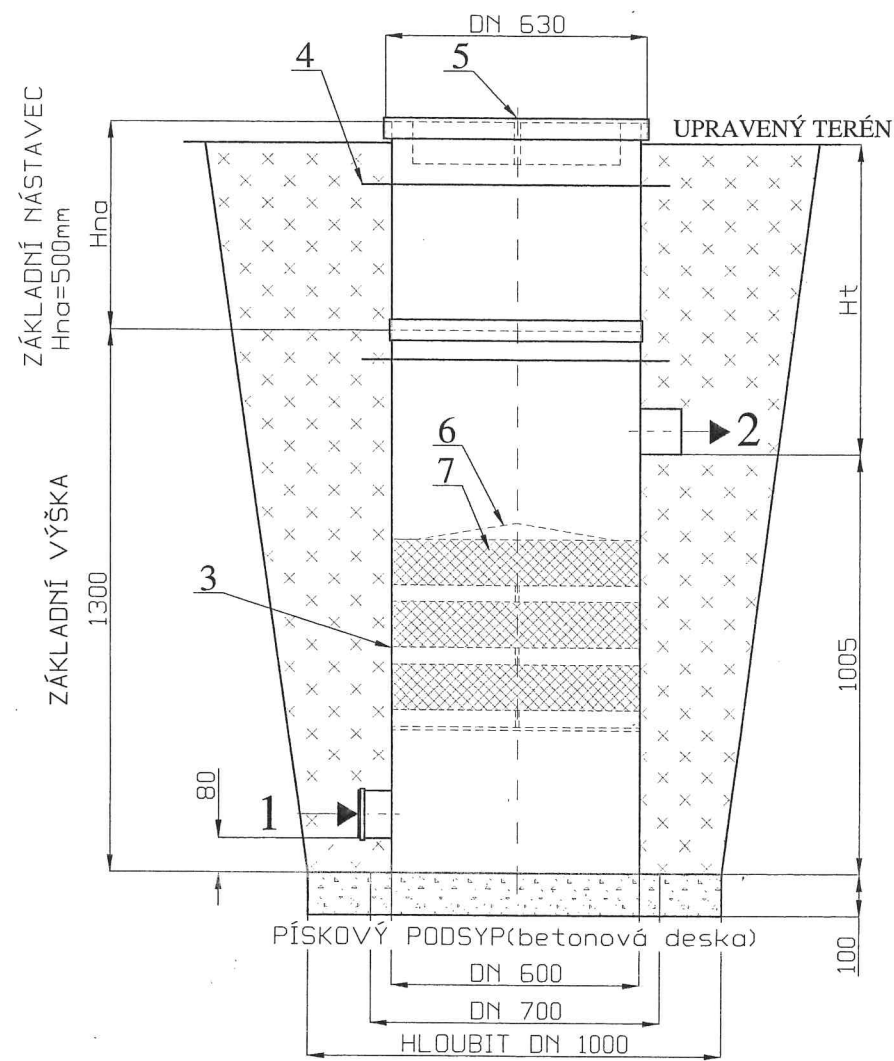 DN 630
4
5
ZÁKLADNÍ NÁSTAVEC
Hna=500mm
Hna
UPRAVENÝ TERÉN
Ht
2
6
7
ZÁKLADNÍ VÝŠKA
1300
3
1005
80
1
PÍSKOVÝ PODSYP(betonová deska)
100
DN 600
DN 700
HLOUBIT DN 1000